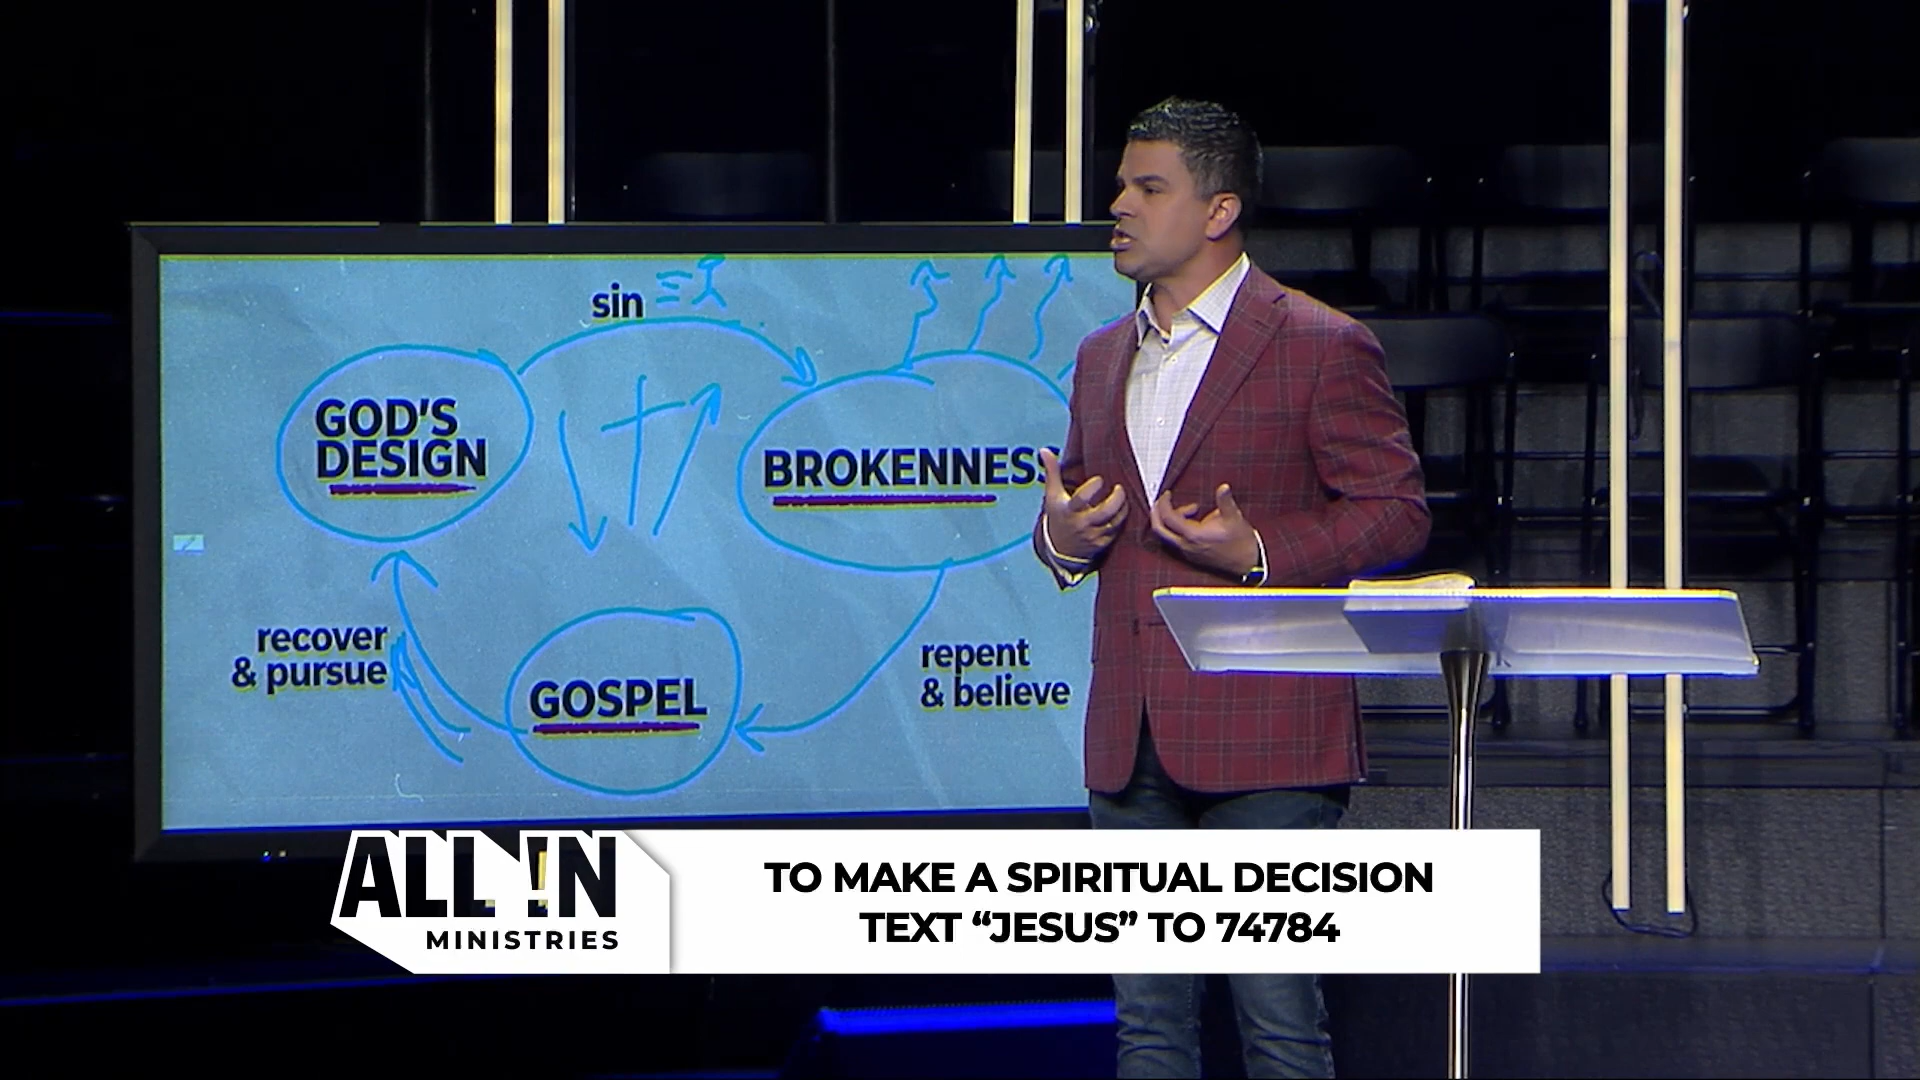 sin
GOD'S
DESIGN
BROKENNESS
recover
& pursue
GOSPEL
repent
& believe
ALL !N
MINISTRIES
TO MAKE A SPIRITUAL DECISION
TEXT “JESUS” TO 74784